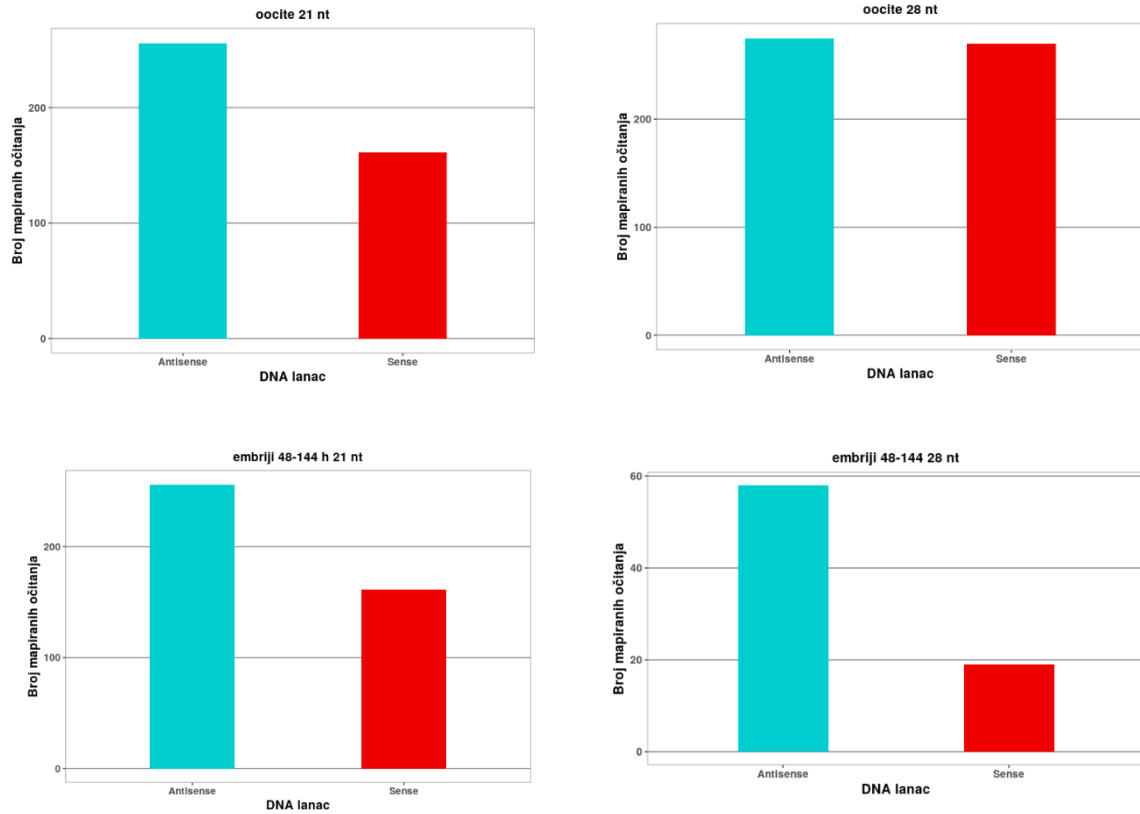 oocite 21 nt
Broj mapiranih očitanja
200
100
0
Antisense Sense
DNA lanac
oocite 28 nt
Broj mapiranih očitanja
200
100
0
Antisense Sense
DNA lanac
embriji 48-144 h 21 nt
Broj mapiranih očitanja
200
100
0
Antisense Sense
DNA lanac
embriji 48-144 28 nt
Broj mapiranih očitanja
60
40
20
0
Antisense Sense
DNA lanac